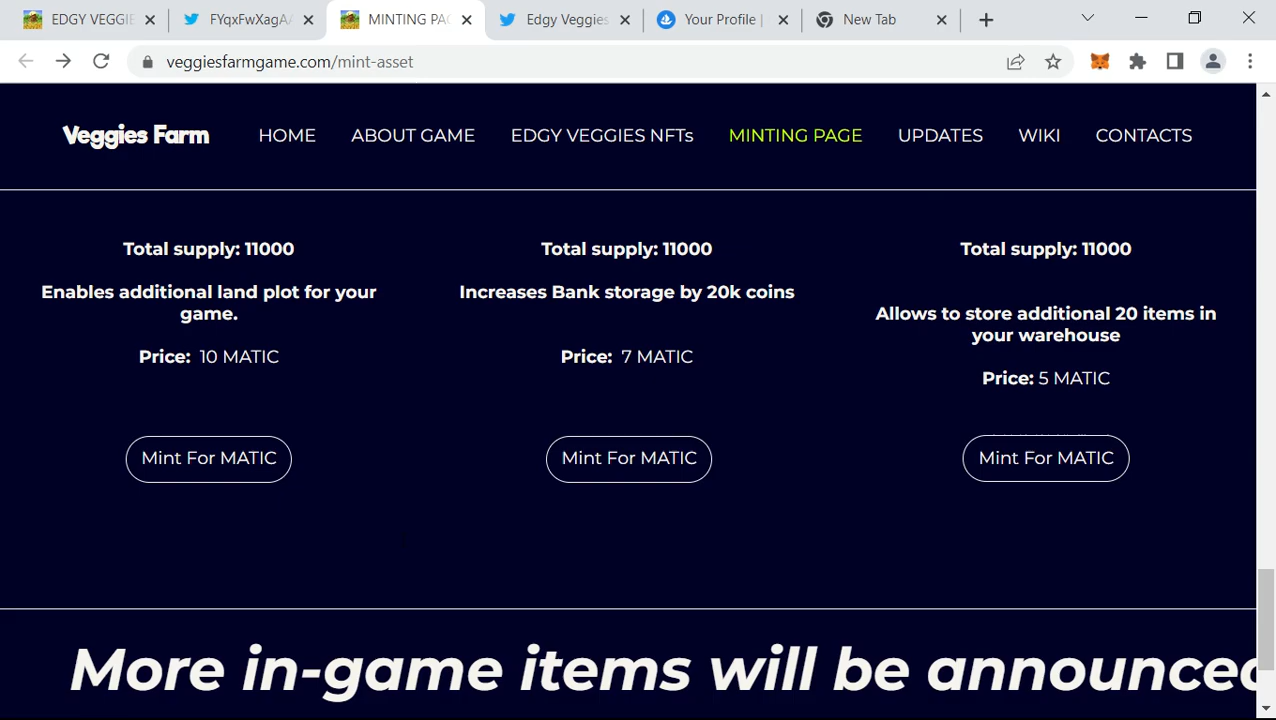 EDGY VEGGIE
FYqxFwXagA
MINTING PA
Edgy Veggies
Your Profile |
New Tab
veggiesfarmgame.com/mint-asset
Veggies Farm
HOME
ABOUT GAME
EDGY VEGGIES NFTs
MINTING PAGE
UPDATES
WIKI
CONTACTS
Total supply: 11000
Enables additional land plot for your
game.
Price: 10 MATIC
Mint For MATIC
Total supply: 11000
Increases Bank storage by 20k coins
Price: 7 MATIC
Mint For MATIC
Total supply: 11000
Allows to store additional 20 items in
your warehouse
Price: 5 MATIC
Mint For MATIC
More in-game items will be announced